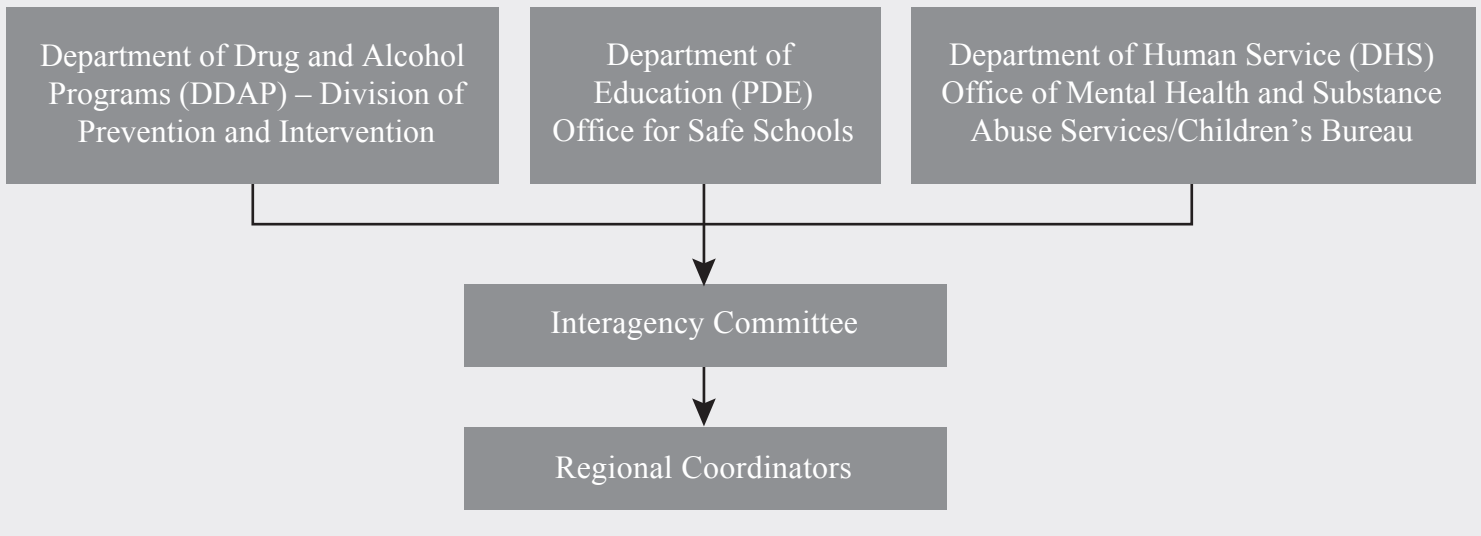 Department of Drug and Alcohol
Programs (DDAP) – Division of
Prevention and Intervention
Department of
Education (PDE)
Office for Safe Schools
Department of Human Service (DHS)
Office of Mental Health and Substance
Abuse Services/Children’s Bureau
Interagency Committee
Regional Coordinators